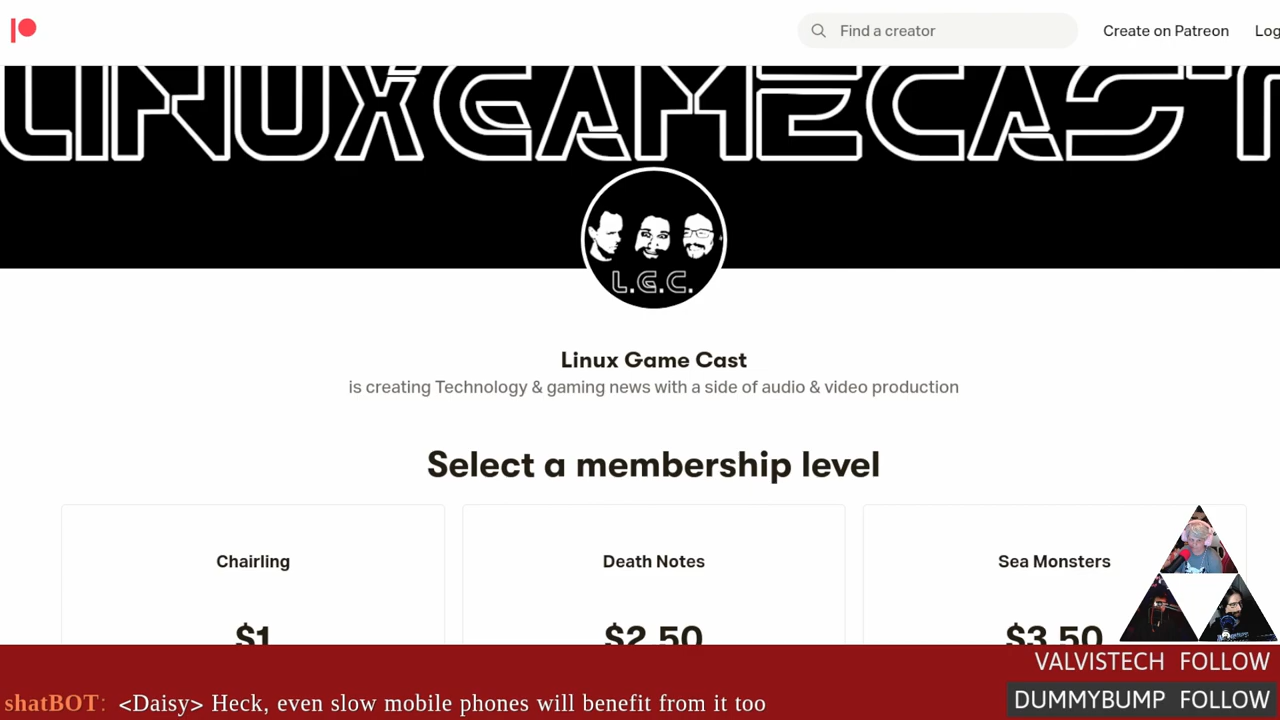 Find a creator
Create on Patreon
Log
LINUXGAMECAST
L.G.C.
Linux Game Cast
is creating Technology & gaming news with a side of audio & video production
Select a membership level
Chairling
Death Notes
Sea Monsters
$1
$2.50
$3.50
VALVISTECH FOLLOW
shatBOT: <Daisy> Heck, even slow mobile phones will benefit from it too
DUMMYBUMP FOLLOW